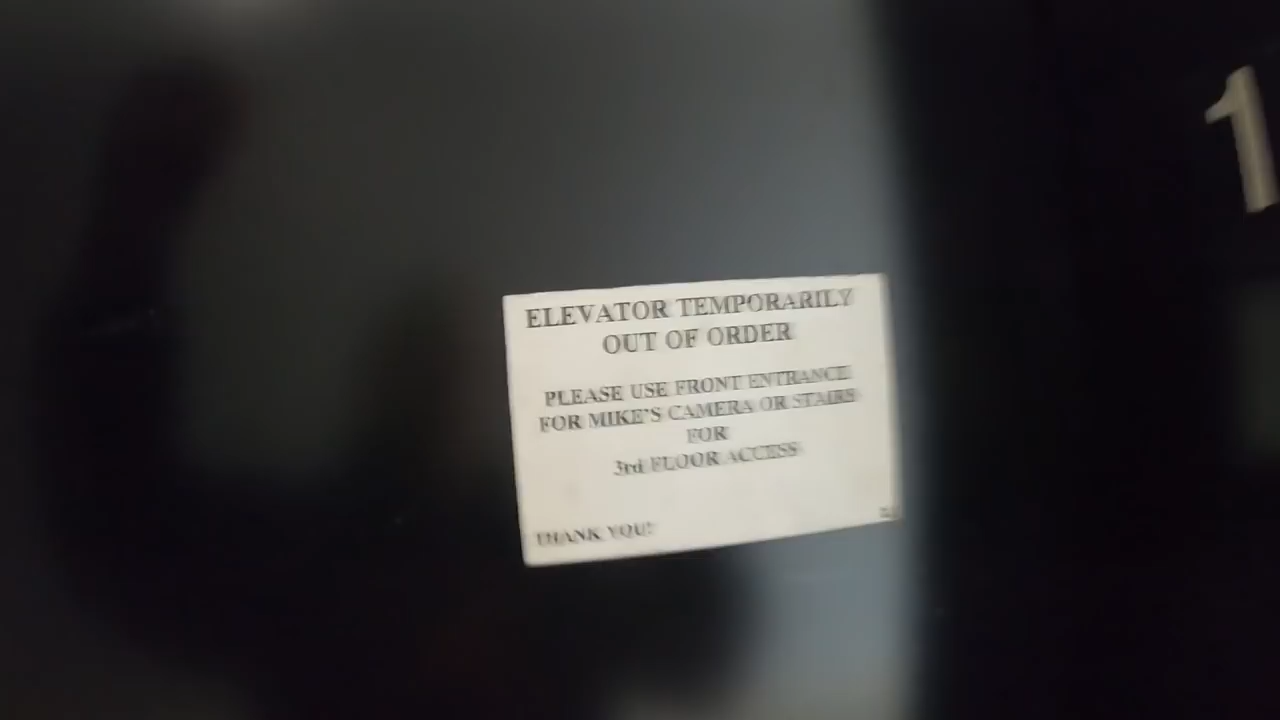 ELEVATOR TEMPORARILY
OUT OF ORDER
PLEASE USE FRONT ENTRANCE
FOR MIKE'S CAMERA OR STAIRS
FOR
3rd FLOOR ACCESS
THANK YOU!
1